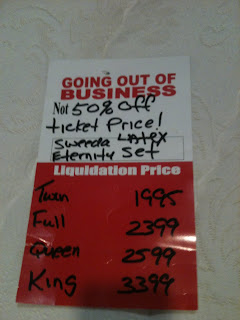 GOING OUT OF
BUSINESS
Not 50% off
ticket Price!
Sweeda Latex
Eternity Set
Liquidation Price
Twin 1995
Full 2399
Queen 2599
King 3399